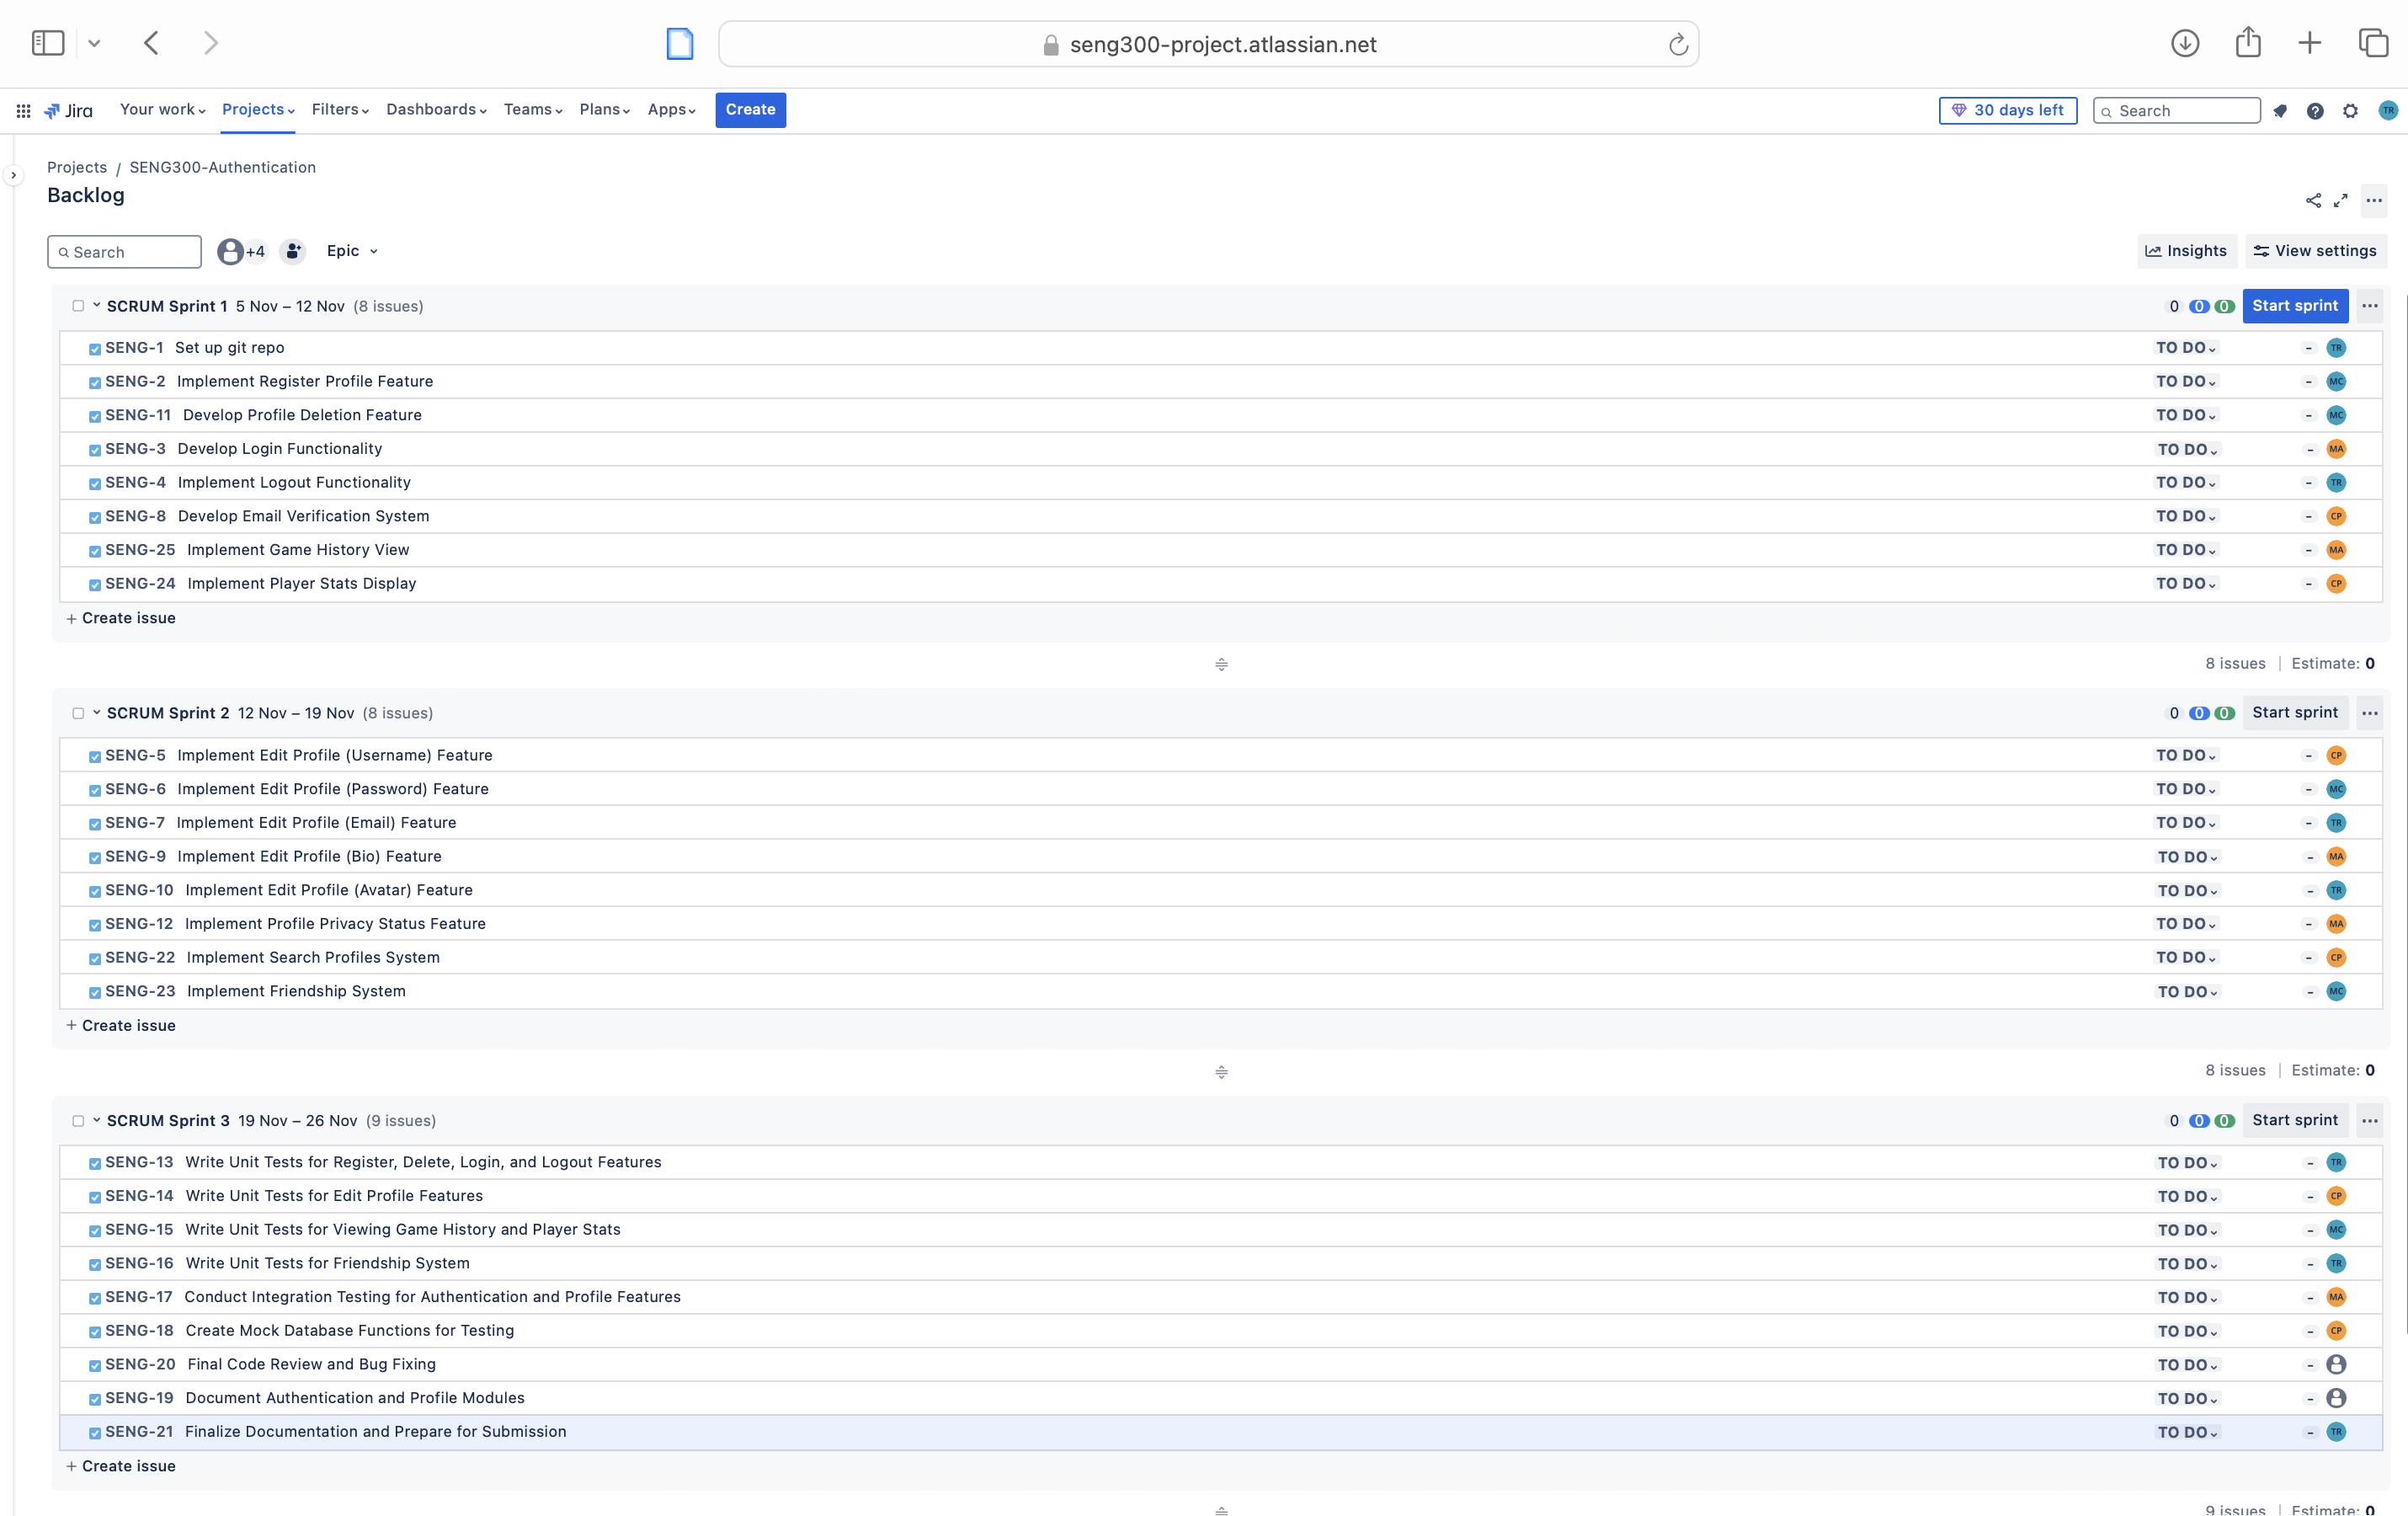 seng300-project.atlassian.net
Jira Your work Projects Filters Dashboards Teams Plans Apps Create 30 days left Search ? TR
Projects / SENG300-Authentication
Backlog
Search +4 Epic Insights View settings
SCRUM Sprint 1 5 Nov – 12 Nov (8 issues) 0 0 0 Start sprint
SENG-1 Set up git repo TO DO - TR
SENG-2 Implement Register Profile Feature TO DO - MC
SENG-11 Develop Profile Deletion Feature TO DO - MC
SENG-3 Develop Login Functionality TO DO - MA
SENG-4 Implement Logout Functionality TO DO - TR
SENG-8 Develop Email Verification System TO DO - CP
SENG-25 Implement Game History View TO DO - MA
SENG-24 Implement Player Stats Display TO DO - CP
+ Create issue
8 issues | Estimate: 0
SCRUM Sprint 2 12 Nov – 19 Nov (8 issues) 0 0 0 Start sprint
SENG-5 Implement Edit Profile (Username) Feature TO DO - CP
SENG-6 Implement Edit Profile (Password) Feature TO DO - MC
SENG-7 Implement Edit Profile (Email) Feature TO DO - TR
SENG-9 Implement Edit Profile (Bio) Feature TO DO - MA
SENG-10 Implement Edit Profile (Avatar) Feature TO DO - TR
SENG-12 Implement Profile Privacy Status Feature TO DO - MA
SENG-22 Implement Search Profiles System TO DO - CP
SENG-23 Implement Friendship System TO DO - MC
+ Create issue
8 issues | Estimate: 0
SCRUM Sprint 3 19 Nov – 26 Nov (9 issues) 0 0 0 Start sprint
SENG-13 Write Unit Tests for Register, Delete, Login, and Logout Features TO DO - TR
SENG-14 Write Unit Tests for Edit Profile Features TO DO - CP
SENG-15 Write Unit Tests for Viewing Game History and Player Stats TO DO - MC
SENG-16 Write Unit Tests for Friendship System TO DO - TR
SENG-17 Conduct Integration Testing for Authentication and Profile Features TO DO - MA
SENG-18 Create Mock Database Functions for Testing TO DO - CP
SENG-20 Final Code Review and Bug Fixing TO DO -
SENG-19 Document Authentication and Profile Modules TO DO -
SENG-21 Finalize Documentation and Prepare for Submission TO DO - TR
+ Create issue
9 issues | Estimate: 0